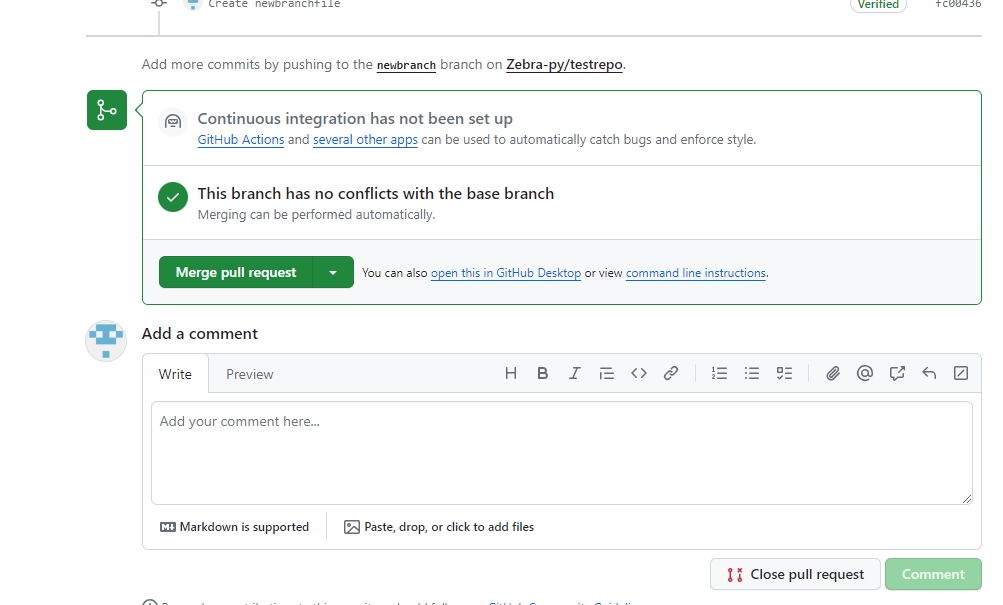 Create newbranchfile
Verified
fc00436
Add more commits by pushing to the newbranch branch on Zebra-py/testrepo.
Continuous integration has not been set up
GitHub Actions and several other apps can be used to automatically catch bugs and enforce style.
This branch has no conflicts with the base branch
Merging can be performed automatically.
Merge pull request
You can also open this in GitHub Desktop or view command line instructions.
Add a comment
Write
Preview
Add your comment here...
Markdown is supported
Paste, drop, or click to add files
Close pull request
Comment